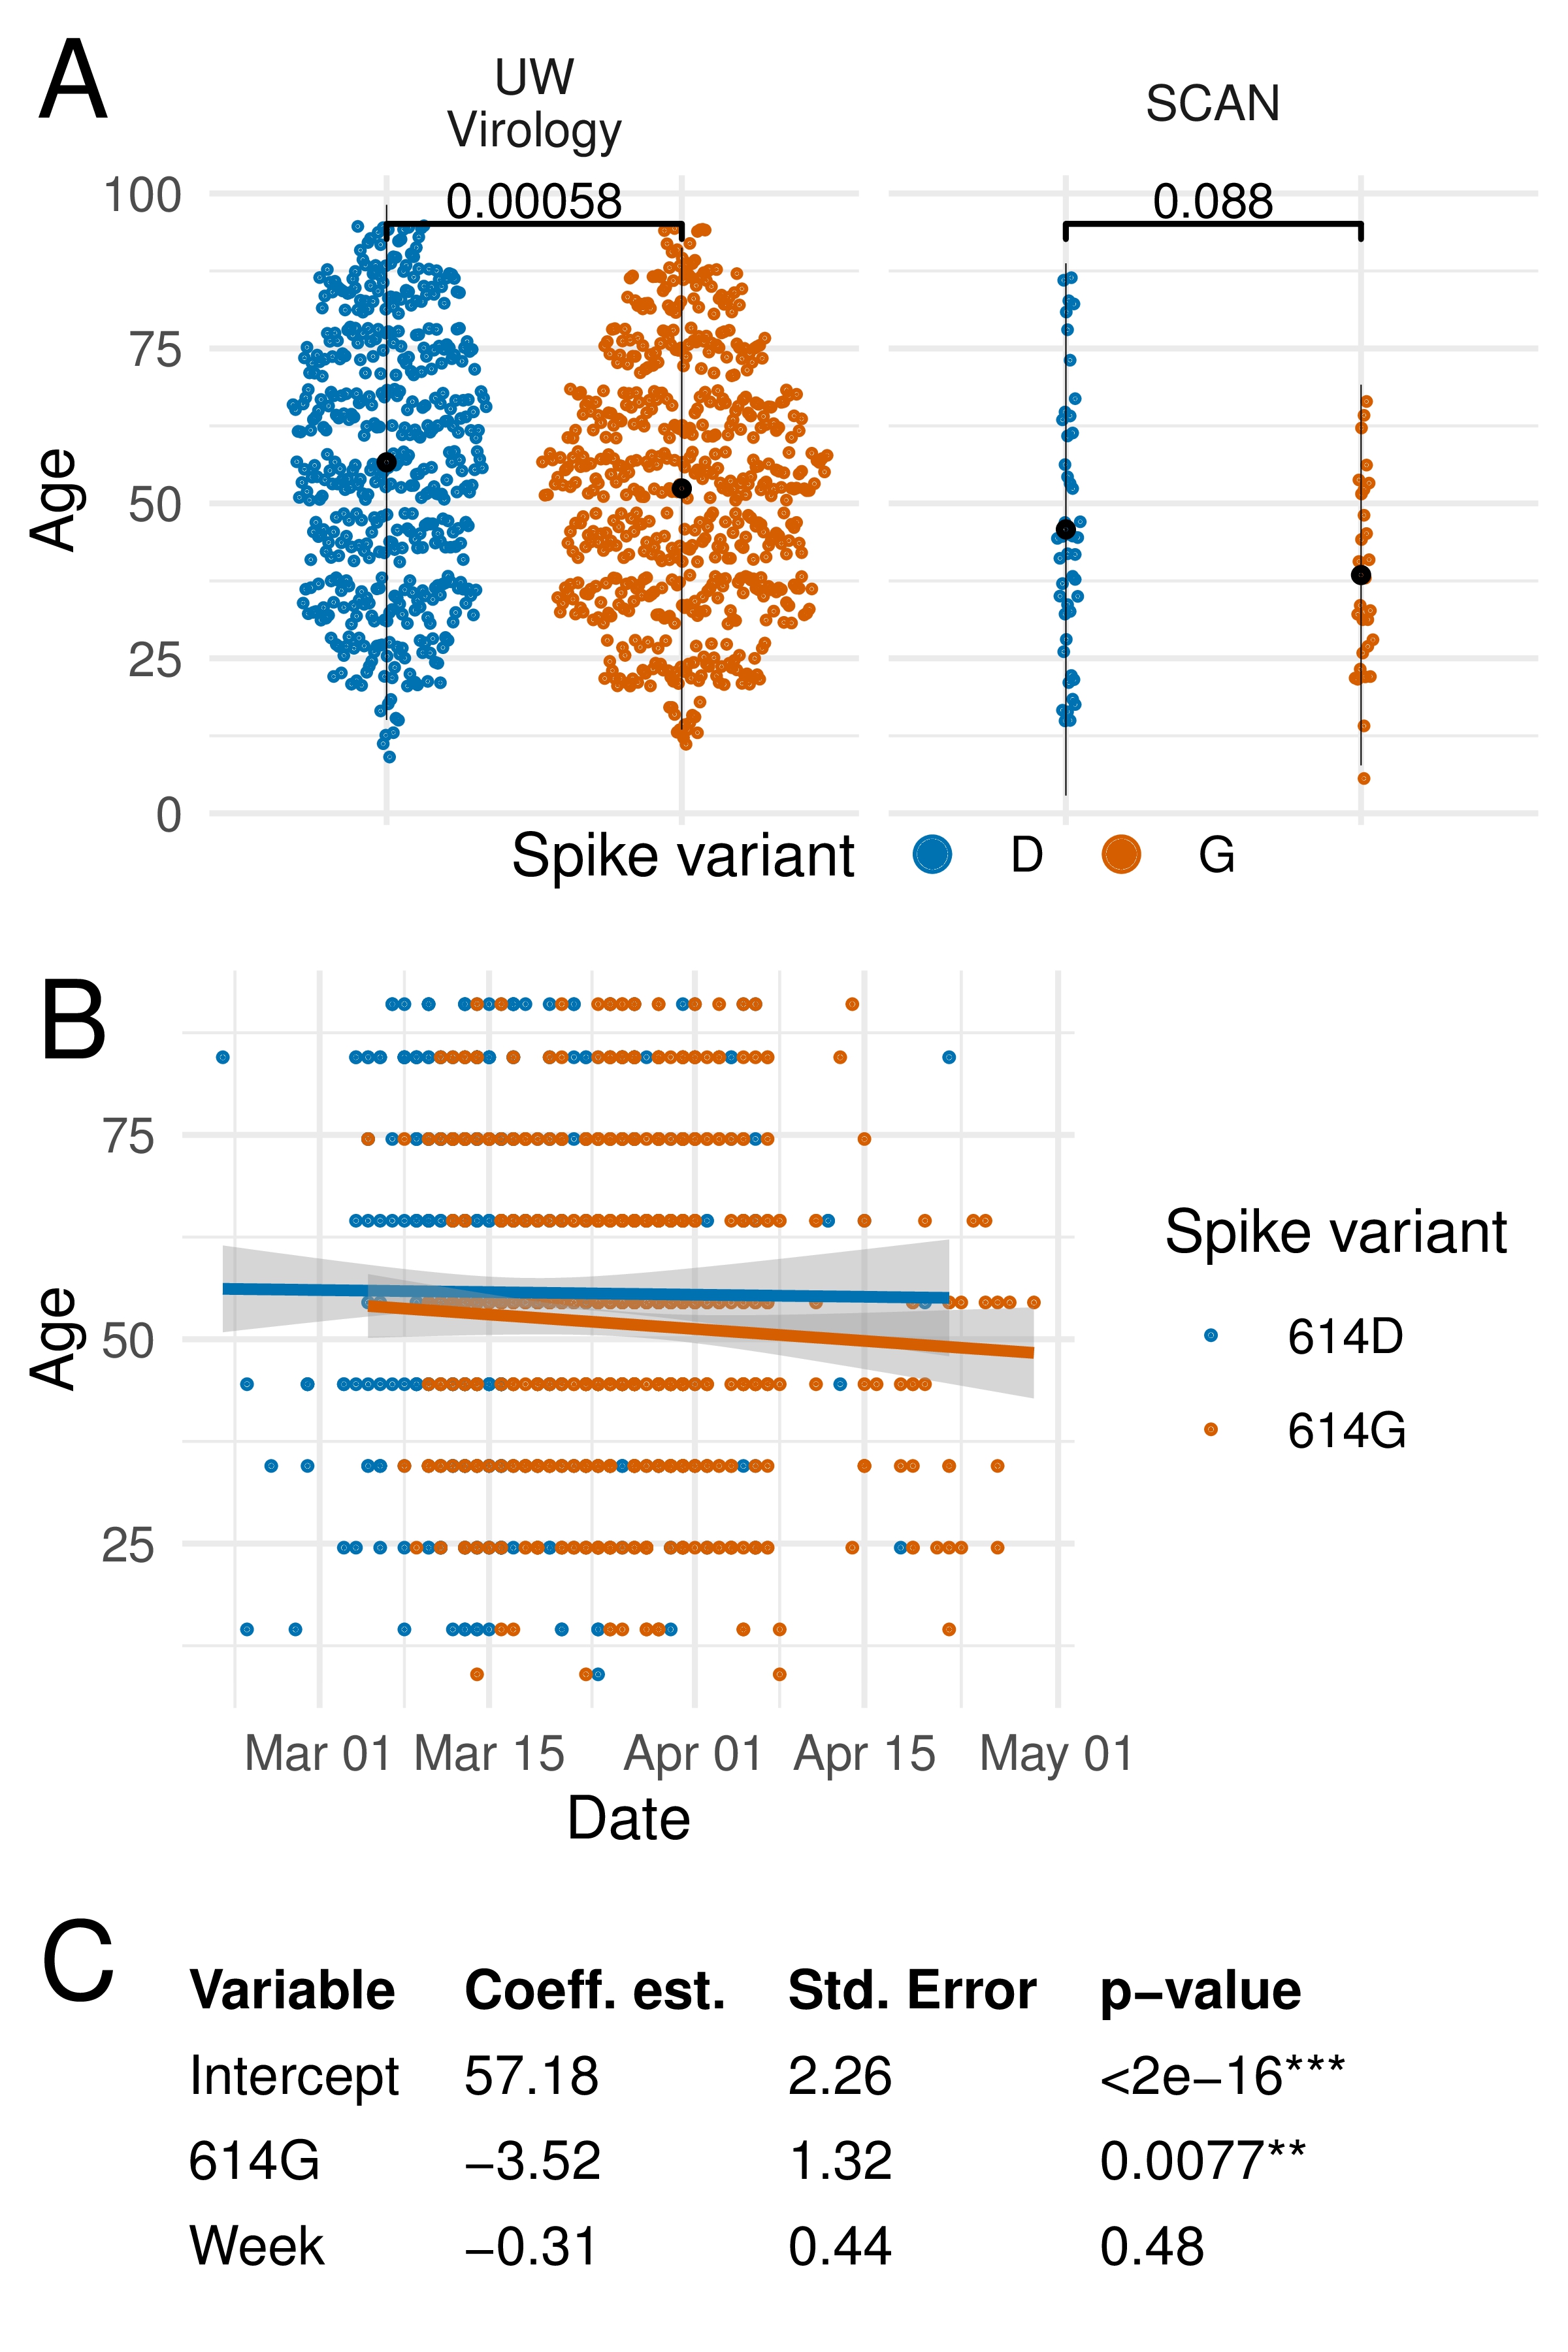 A
UW
Virology
SCAN
0.00058
0.088
100
75
50
25
0
Age
Spike variant D G
B
75
50
25
Age
Mar 01 Mar 15 Apr 01 Apr 15 May 01
Date
Spike variant
614D
614G
C
Variable Coeff. est. Std. Error p−value
Intercept 57.18 2.26 <2e−16***
614G −3.52 1.32 0.0077**
Week −0.31 0.44 0.48